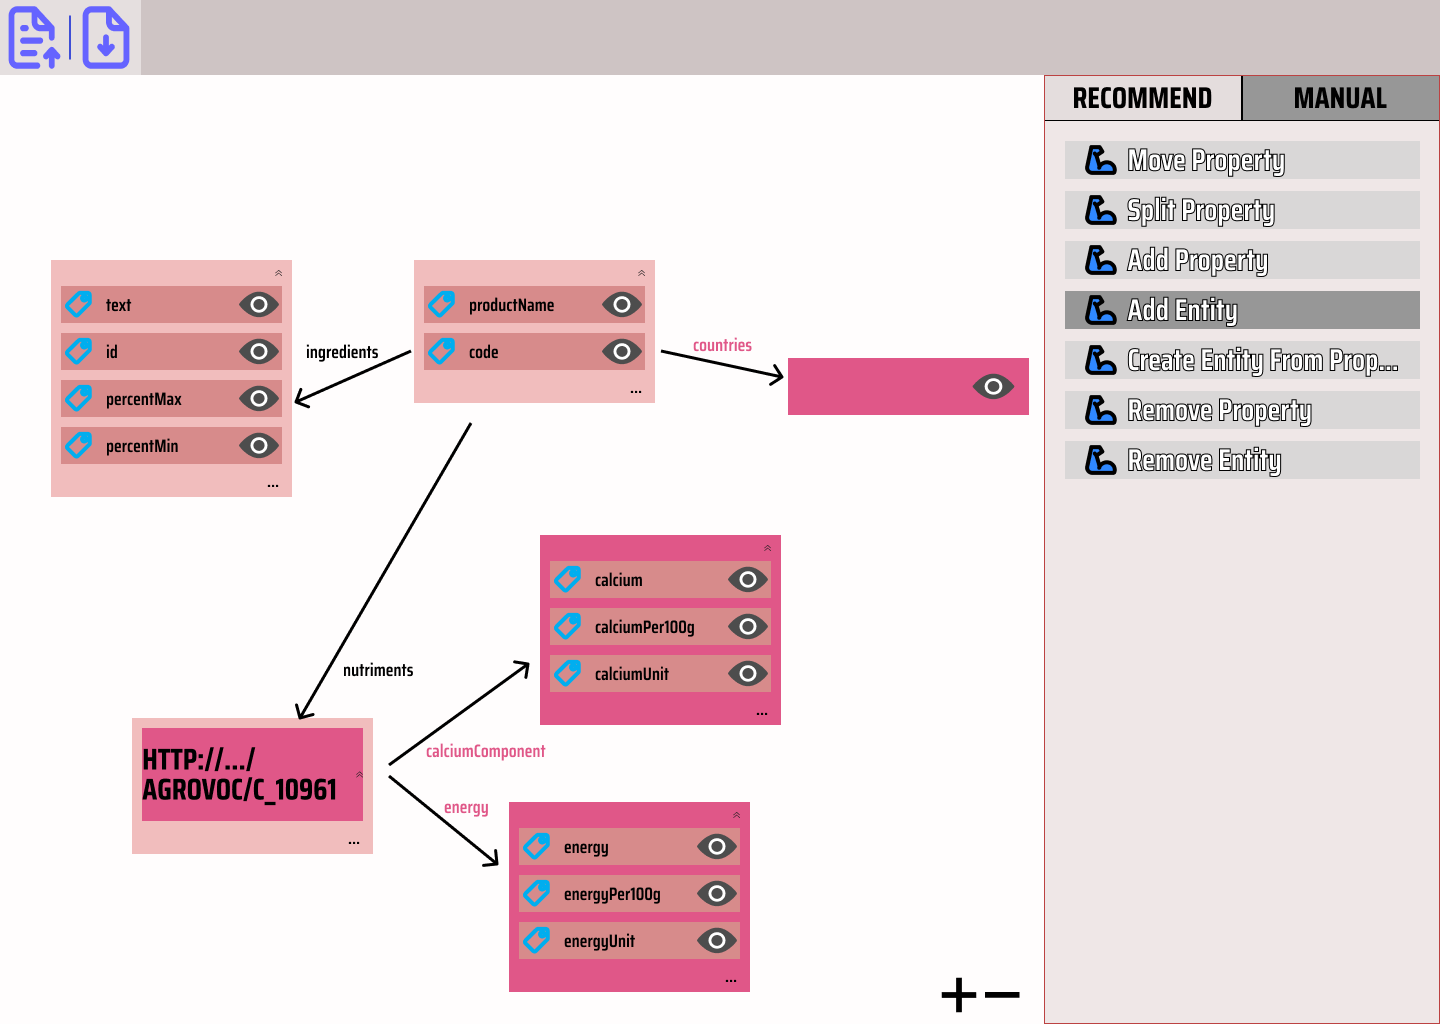 RECOMMEND
MANUAL
Move Property
Split Property
Add Property
Add Entity
Create Entity From Prop...
Remove Property
Remove Entity
text
id
percentMax
percentMin
...
ingredients
productName
code
...
countries
nutriments
calcium
calciumPer100g
calciumUnit
...
HTTP://.../
AGROVOC/C_10961
...
calciumComponent
energy
energy
energyPer100g
energyUnit
...
+−